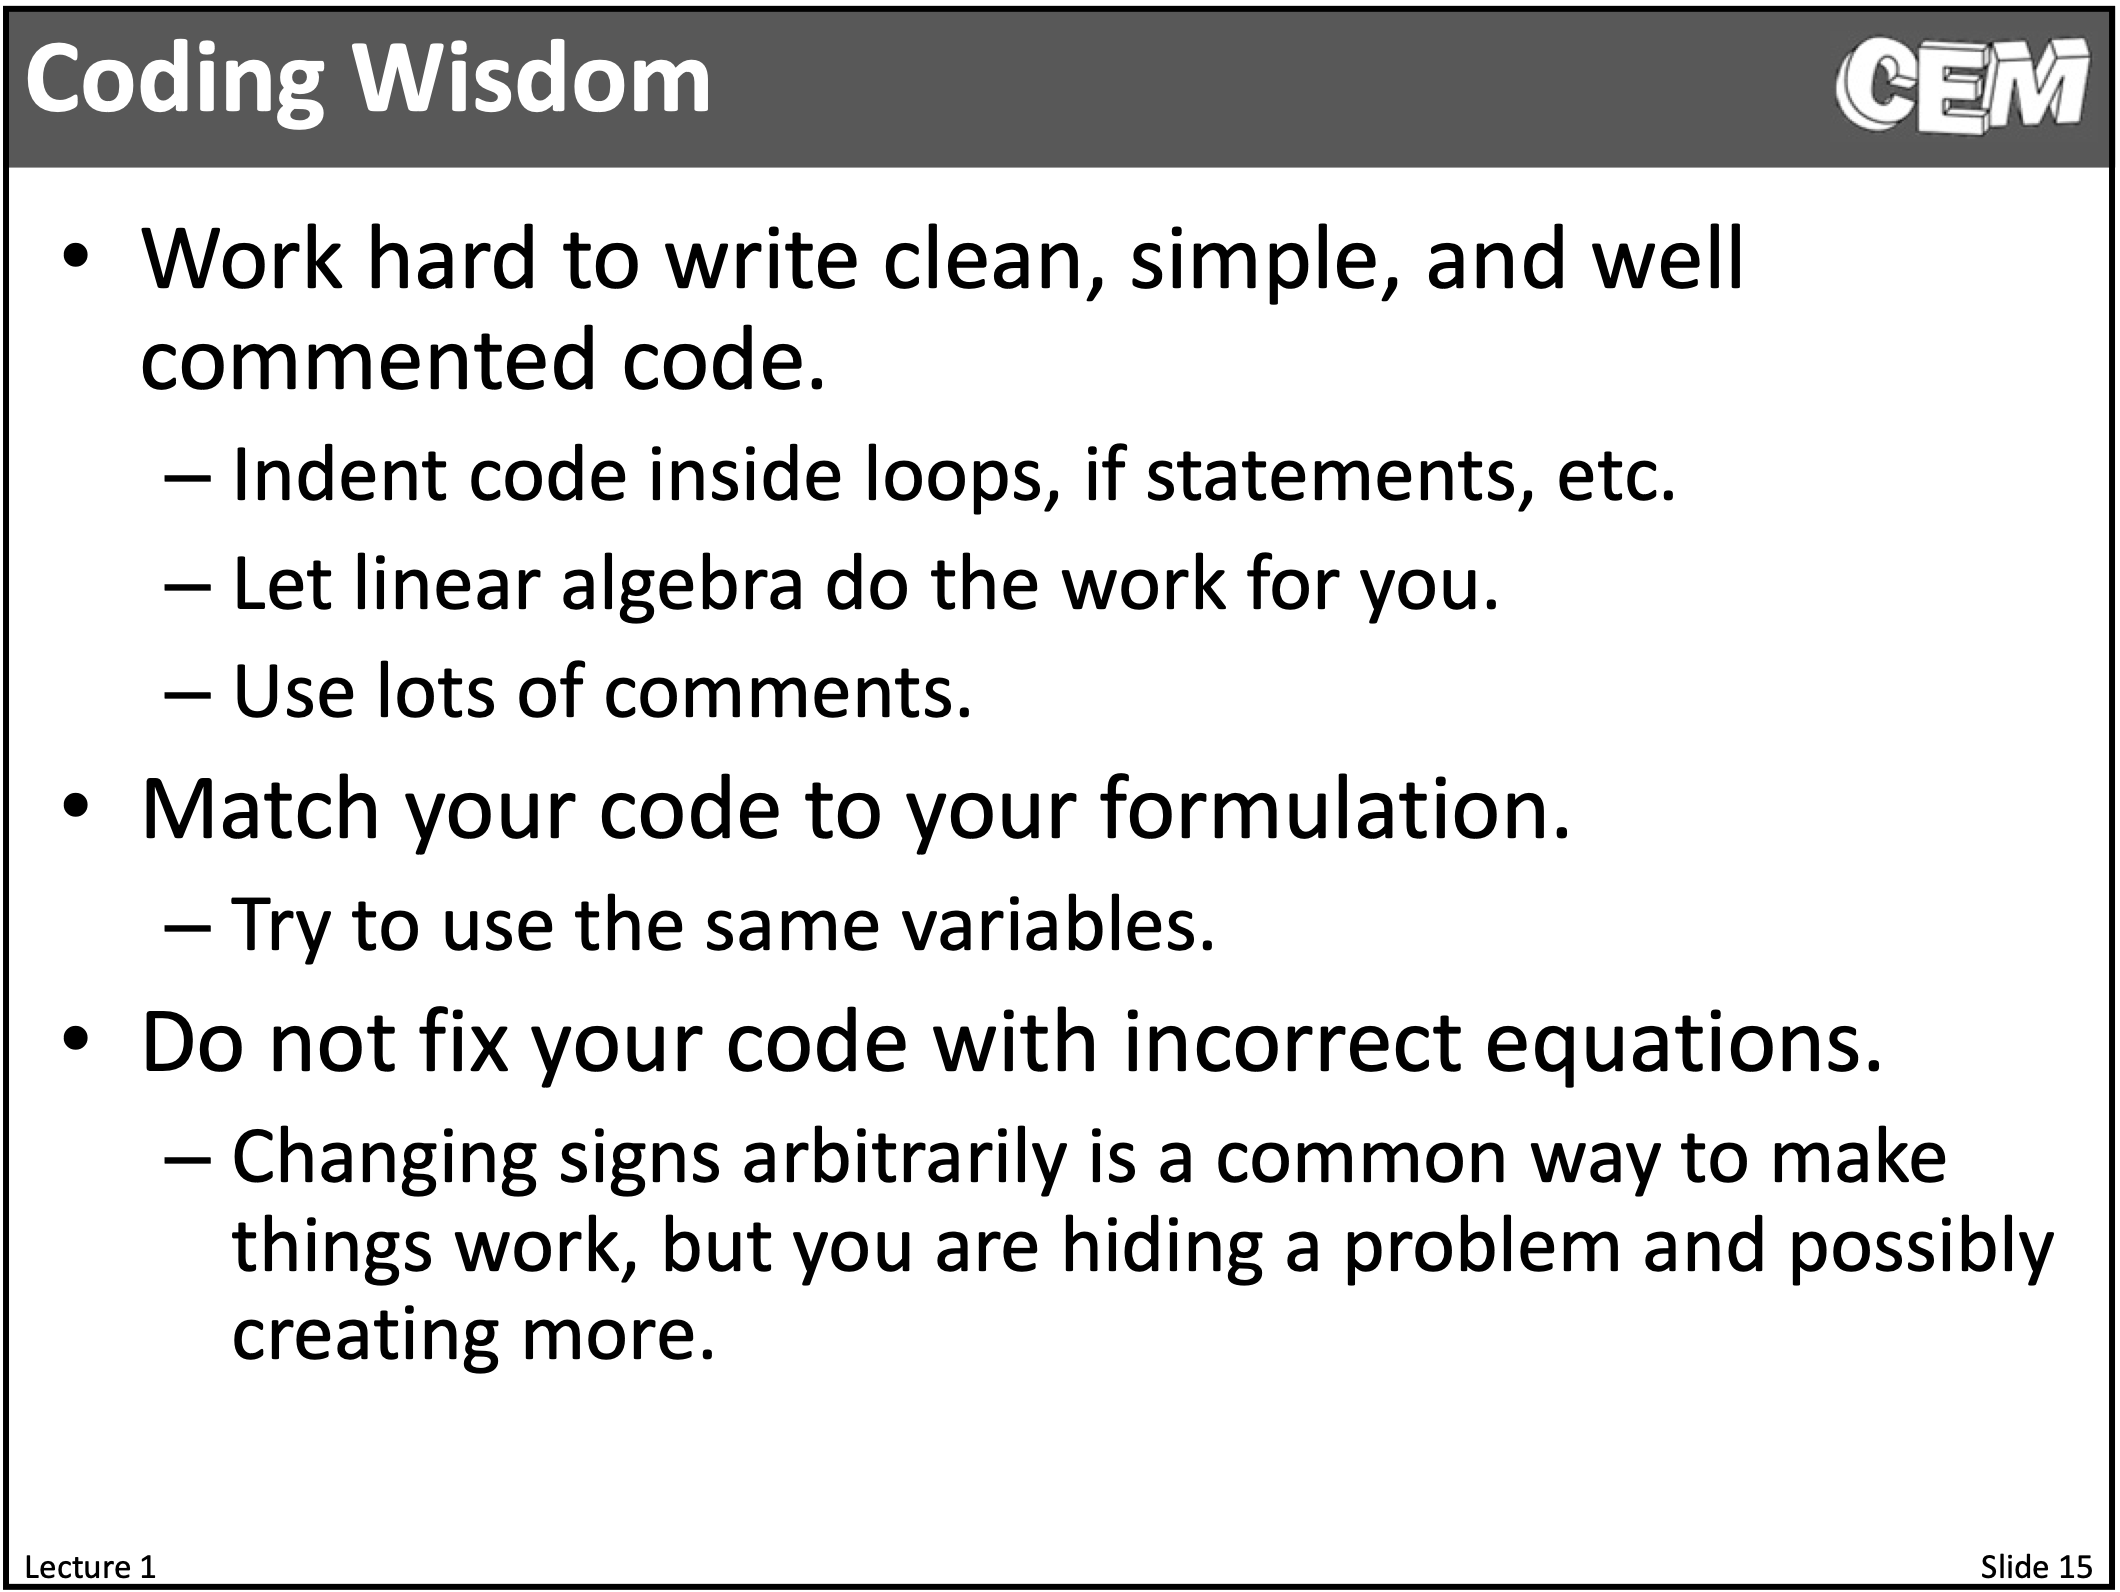 Coding Wisdom
CEM
• Work hard to write clean, simple, and well
commented code.
– Indent code inside loops, if statements, etc.
– Let linear algebra do the work for you.
– Use lots of comments.
• Match your code to your formulation.
– Try to use the same variables.
• Do not fix your code with incorrect equations.
– Changing signs arbitrarily is a common way to make
things work, but you are hiding a problem and possibly
creating more.
Lecture 1
Slide 15